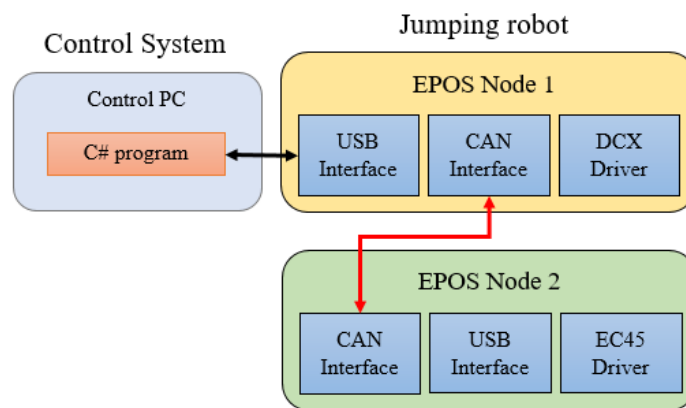 Control System
Jumping robot
Control PC
C# program
EPOS Node 1
USB
Interface
CAN
Interface
DCX
Driver
EPOS Node 2
CAN
Interface
USB
Interface
EC45
Driver